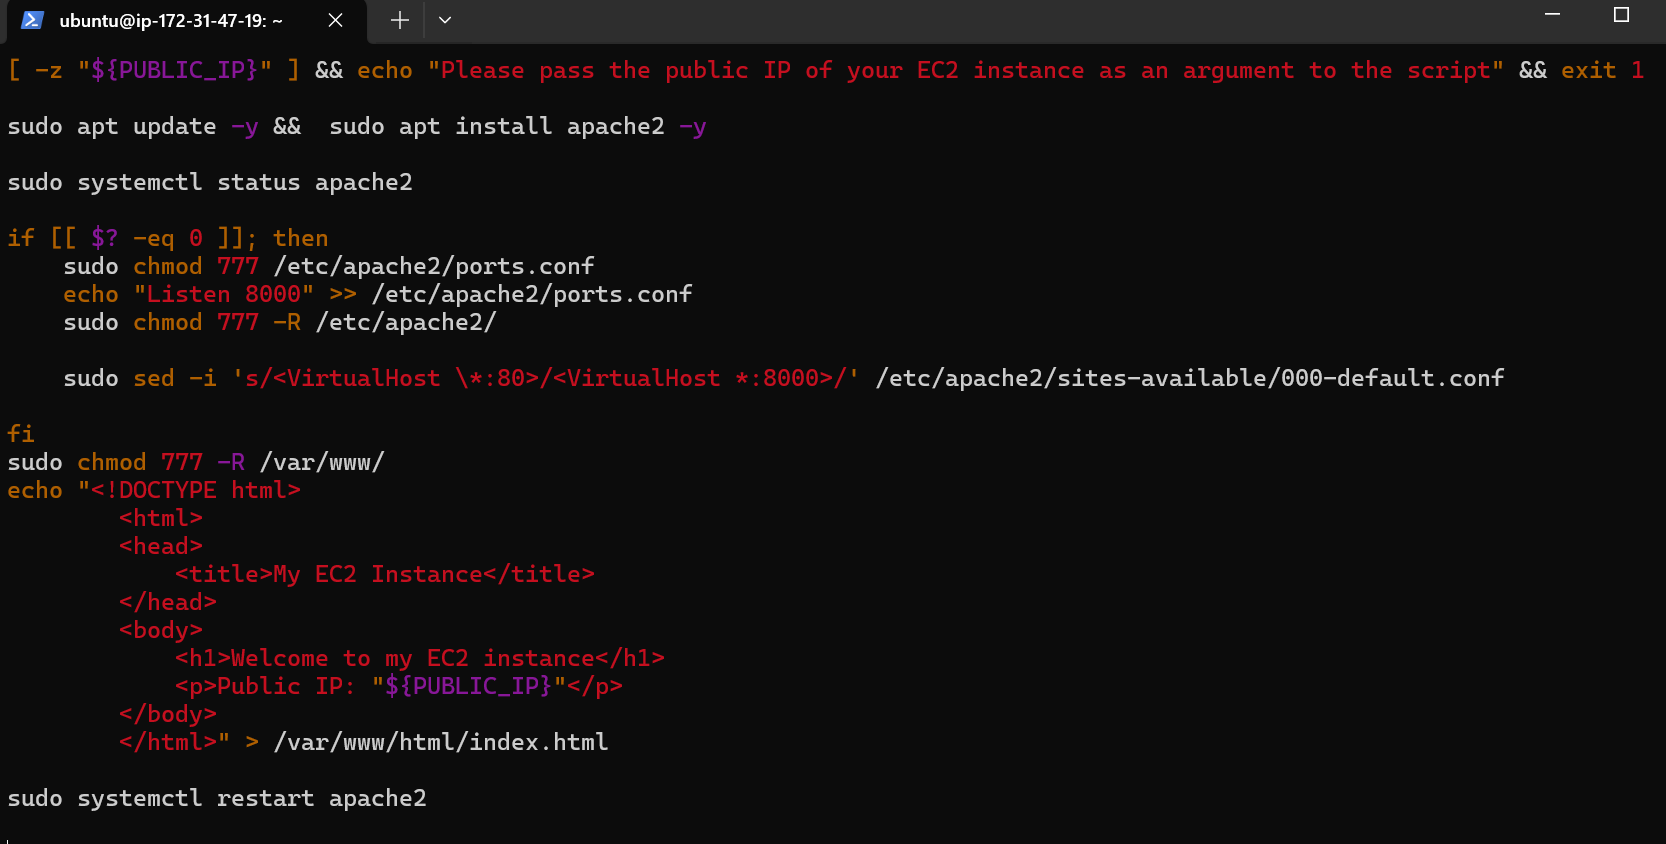 ubuntu@ip-172-31-47-19: ~
[ -z "${PUBLIC_IP}" ] && echo "Please pass the public IP of your EC2 instance as an argument to the script" && exit 1
sudo apt update -y &&  sudo apt install apache2 -y
sudo systemctl status apache2
if [[ $? -eq 0 ]]; then
    sudo chmod 777 /etc/apache2/ports.conf
    echo "Listen 8000" >> /etc/apache2/ports.conf
    sudo chmod 777 -R /etc/apache2/
    sudo sed -i 's/<VirtualHost \*:80>/<VirtualHost *:8000>/' /etc/apache2/sites-available/000-default.conf
fi
sudo chmod 777 -R /var/www/
echo "<!DOCTYPE html>
        <html>
        <head>
            <title>My EC2 Instance</title>
        </head>
        <body>
            <h1>Welcome to my EC2 instance</h1>
            <p>Public IP: "${PUBLIC_IP}"</p>
        </body>
        </html>" > /var/www/html/index.html
sudo systemctl restart apache2